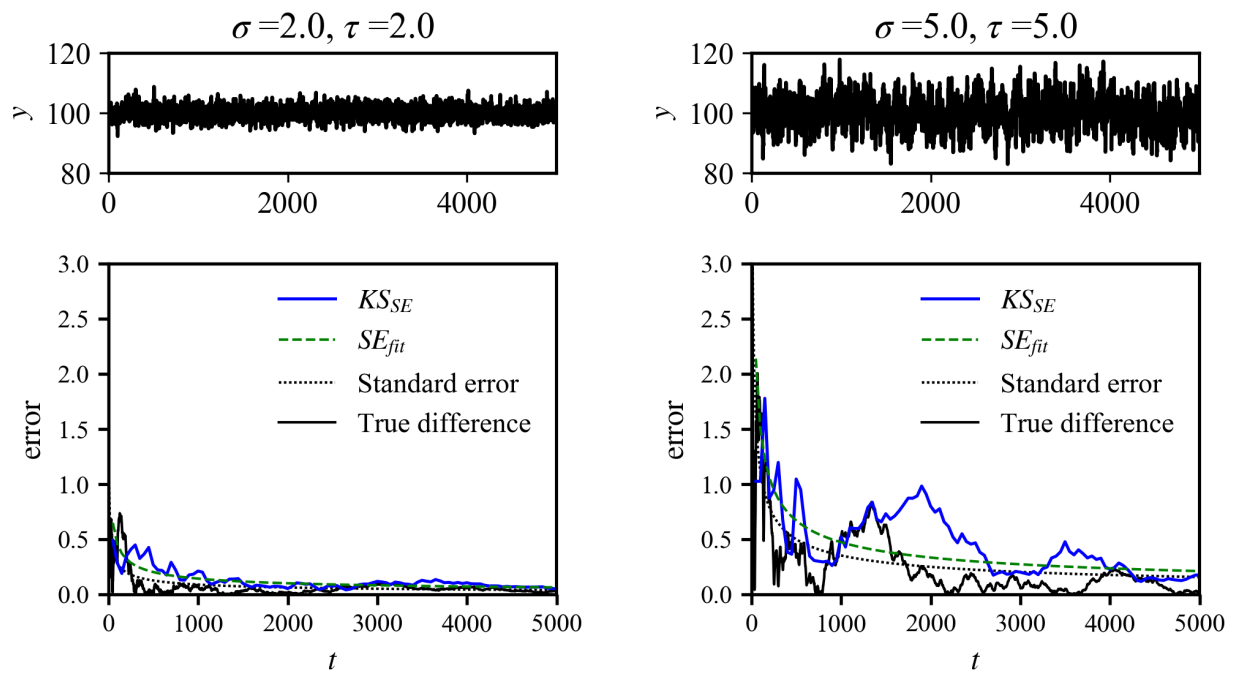 σ =2.0, τ =2.0
120
100
80
y
0 2000 4000
3.0
2.5
2.0
1.5
1.0
0.5
0.0
error
KS_SE
SE_fit
Standard error
True difference
0 1000 2000 3000 4000 5000
t
σ =5.0, τ =5.0
120
100
80
y
0 2000 4000
3.0
2.5
2.0
1.5
1.0
0.5
0.0
error
KS_SE
SE_fit
Standard error
True difference
0 1000 2000 3000 4000 5000
t